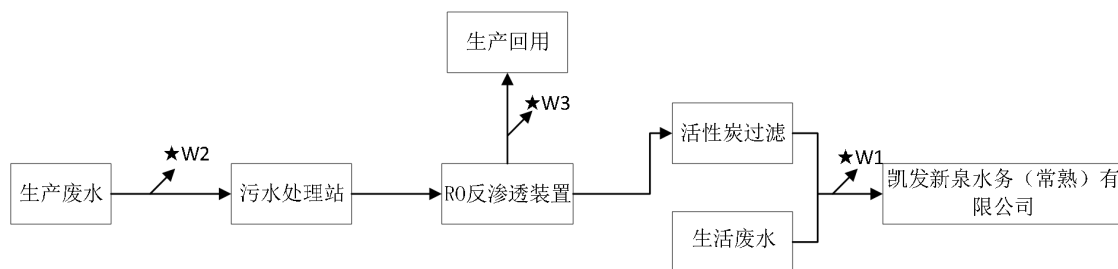 生产回用
★W3
活性炭过滤
★W2
★W1
生产废水
污水处理站
RO反渗透装置
凯发新泉水务（常熟）有
限公司
生活废水